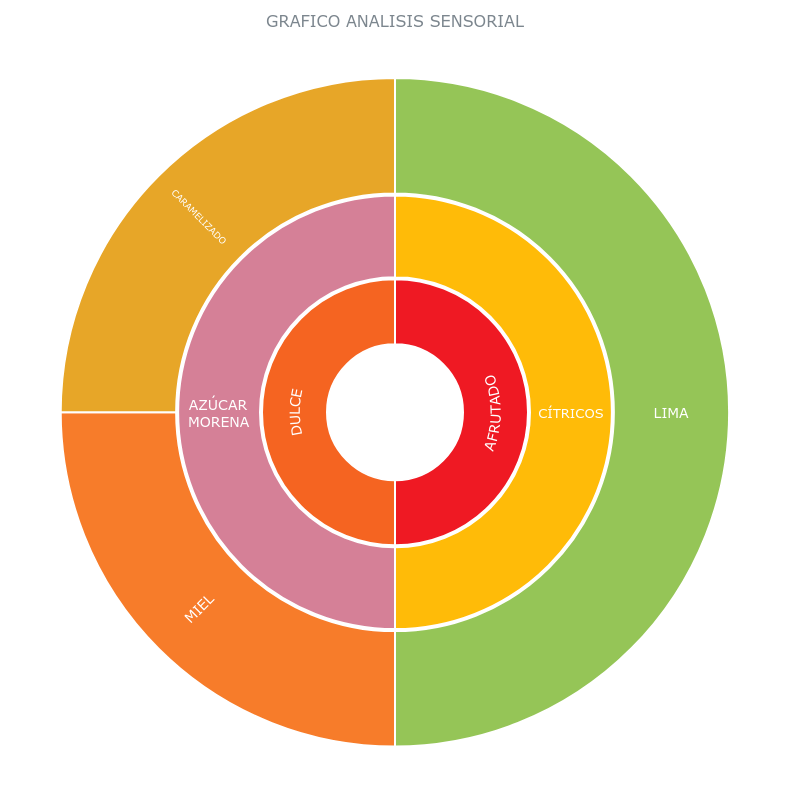 GRAFICO ANALISIS SENSORIAL
CARAMELIZADO
AZÚCAR
MORENA
DULCE
AFRUTADO
CÍTRICOS
LIMA
MIEL